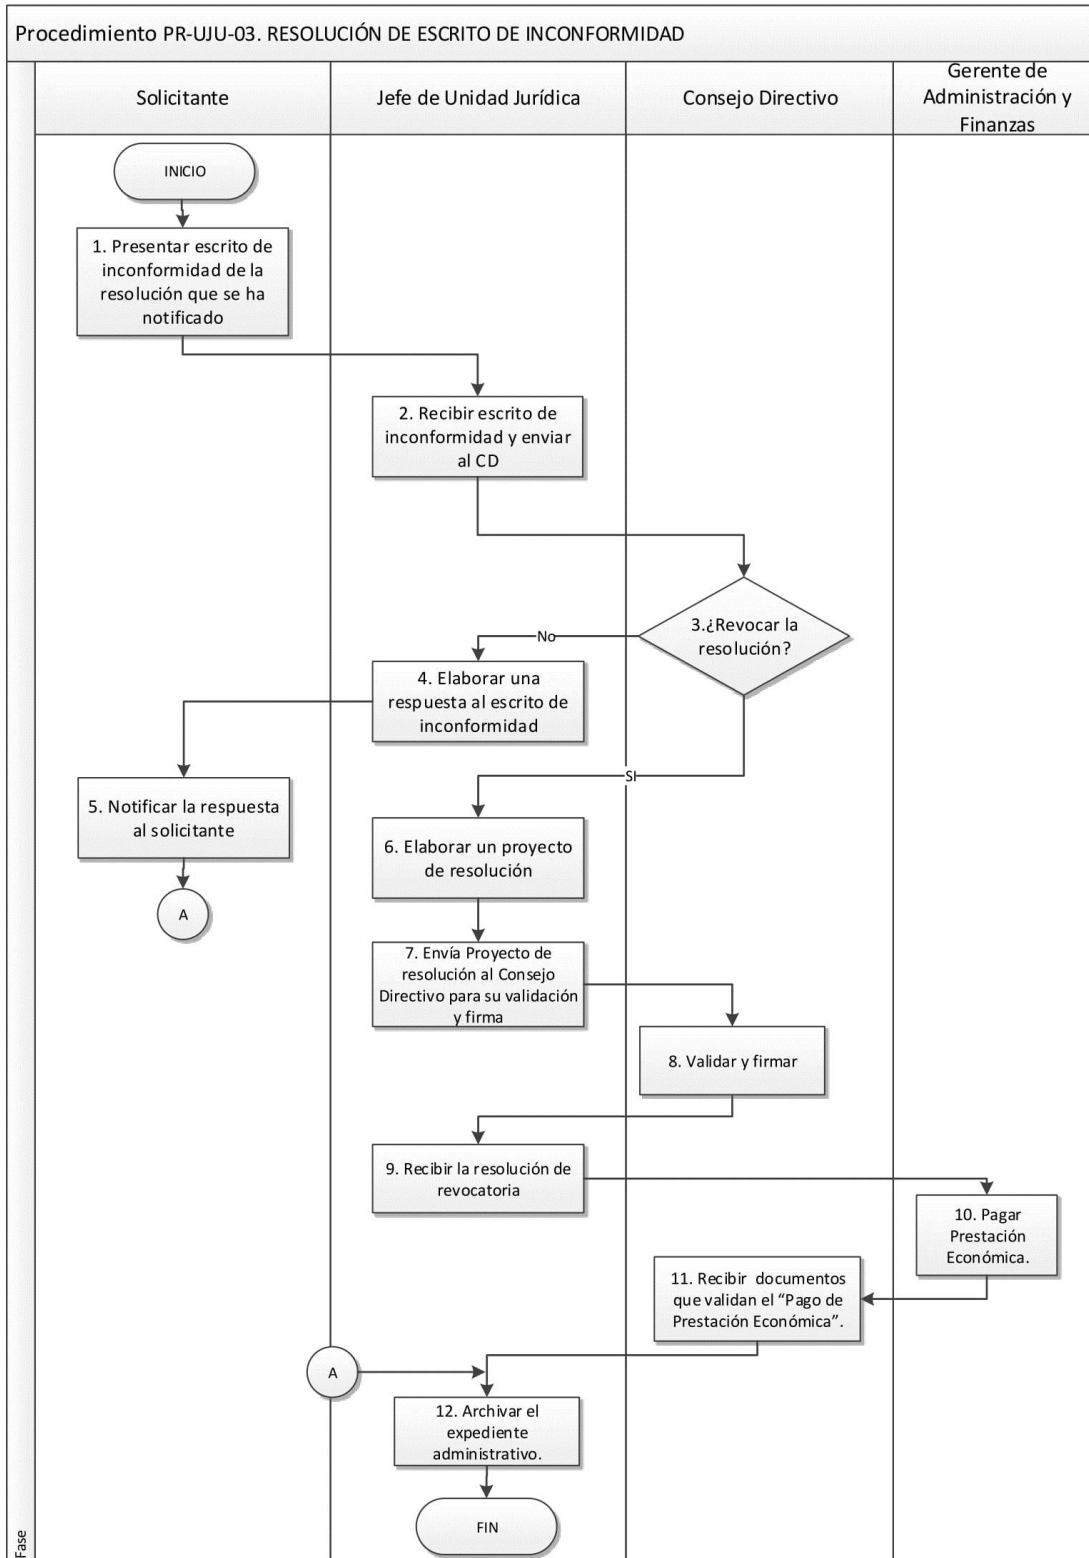 Procedimiento PR-UJU-03. RESOLUCIÓN DE ESCRITO DE INCONFORMIDAD
Solicitante
Jefe de Unidad Jurídica
Consejo Directivo
Gerente de
Administración y
Finanzas
INICIO
1. Presentar escrito de
inconformidad de la
resolución que se ha
notificado
2. Recibir escrito de
inconformidad y enviar
al CD
3.¿Revocar la
resolución?
No
4. Elaborar una
respuesta al escrito de
inconformidad
SI
5. Notificar la respuesta
al solicitante
A
6. Elaborar un proyecto
de resolución
7. Envía Proyecto de
resolución al Consejo
Directivo para su validación
y firma
8. Validar y firmar
9. Recibir la resolución de
revocatoria
10. Pagar
Prestación
Económica.
11. Recibir documentos
que validan el “Pago de
Prestación Económica”.
A
12. Archivar el
expediente
administrativo.
FIN
Fase